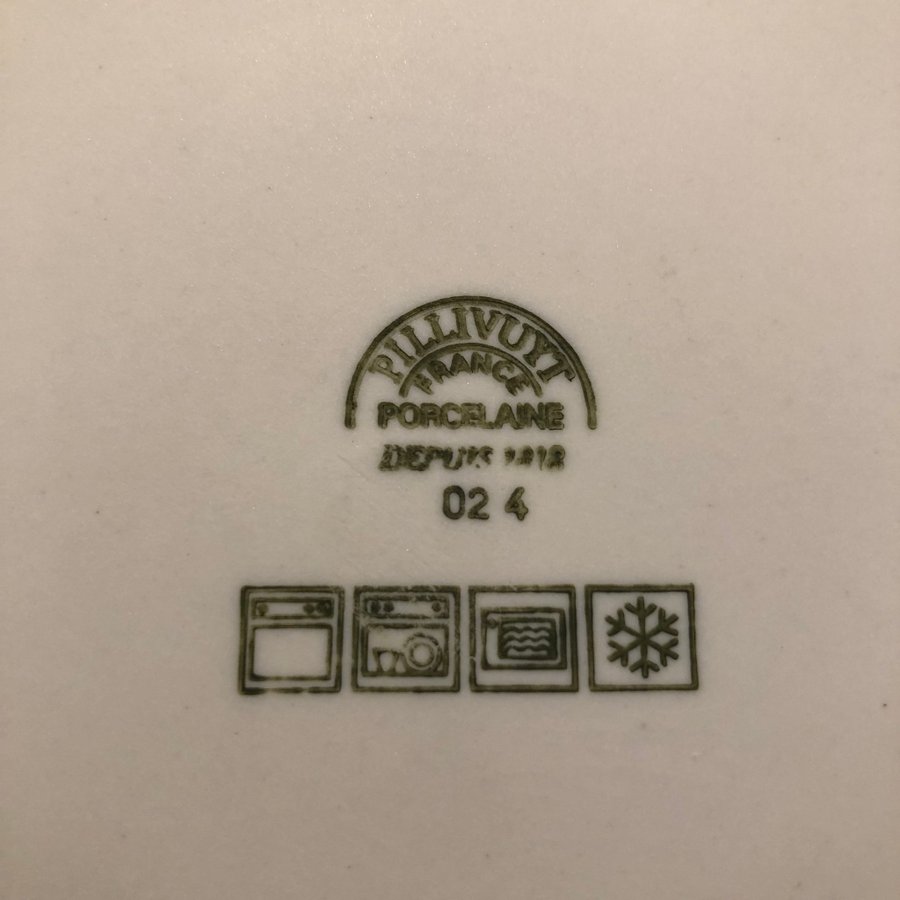 PILLIVUYT
FRANCE
PORCELAINE
DEPUIS
02 4